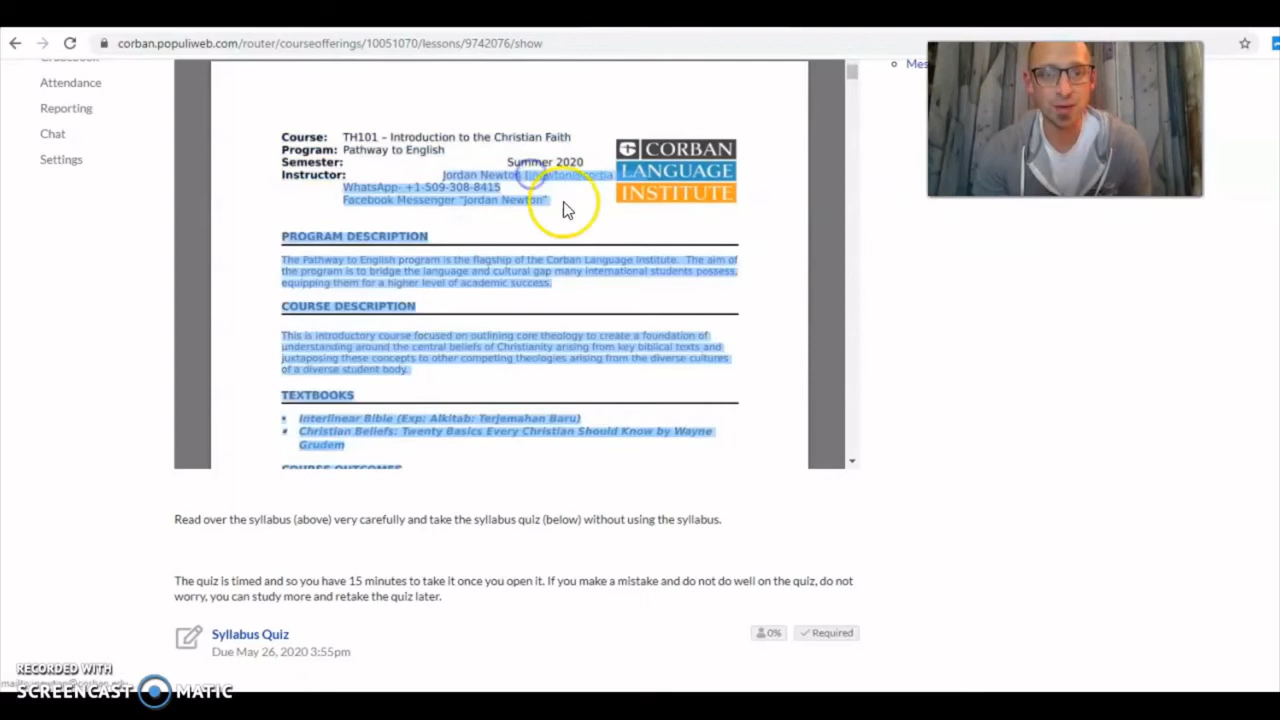 corban.populiweb.com/router/courseofferings/10051070/lessons/9742076/show
Gradebook
Attendance
Reporting
Chat
Settings
Mes
Course: TH101 – Introduction to the Christian Faith
Program: Pathway to English
Semester: Summer 2020
Instructor: Jordan Newton
WhatsApp- +1-509-308-8415
Facebook Messenger "Jordan Newton"
CORBAN
LANGUAGE
INSTITUTE
PROGRAM DESCRIPTION
The Pathway to English program is the flagship of the Corban Language Institute. The aim of
the program is to bridge the language and cultural gap many international students possess,
equipping them for a higher level of academic success.
COURSE DESCRIPTION
This is introductory course focused on outlining core theology to create a foundation of
understanding around the central beliefs of Christianity arising from key biblical texts and
juxtaposing these concepts to other competing theologies arising from the diverse cultures
of a diverse student body.
TEXTBOOKS
• Interlinear Bible (Exp: Alkitab: Terjemahan Baru)
• Christian Beliefs: Twenty Basics Every Christian Should Know by Wayne
Grudem
COURSE OUTCOMES
Read over the syllabus (above) very carefully and take the syllabus quiz (below) without using the syllabus.
The quiz is timed and so you have 15 minutes to take it once you open it. If you make a mistake and do not do well on the quiz, do not
worry, you can study more and retake the quiz later.
Syllabus Quiz
0%
Required
Due May 26, 2020 3:55pm
RECORDED WITH
SCREENCAST MATIC